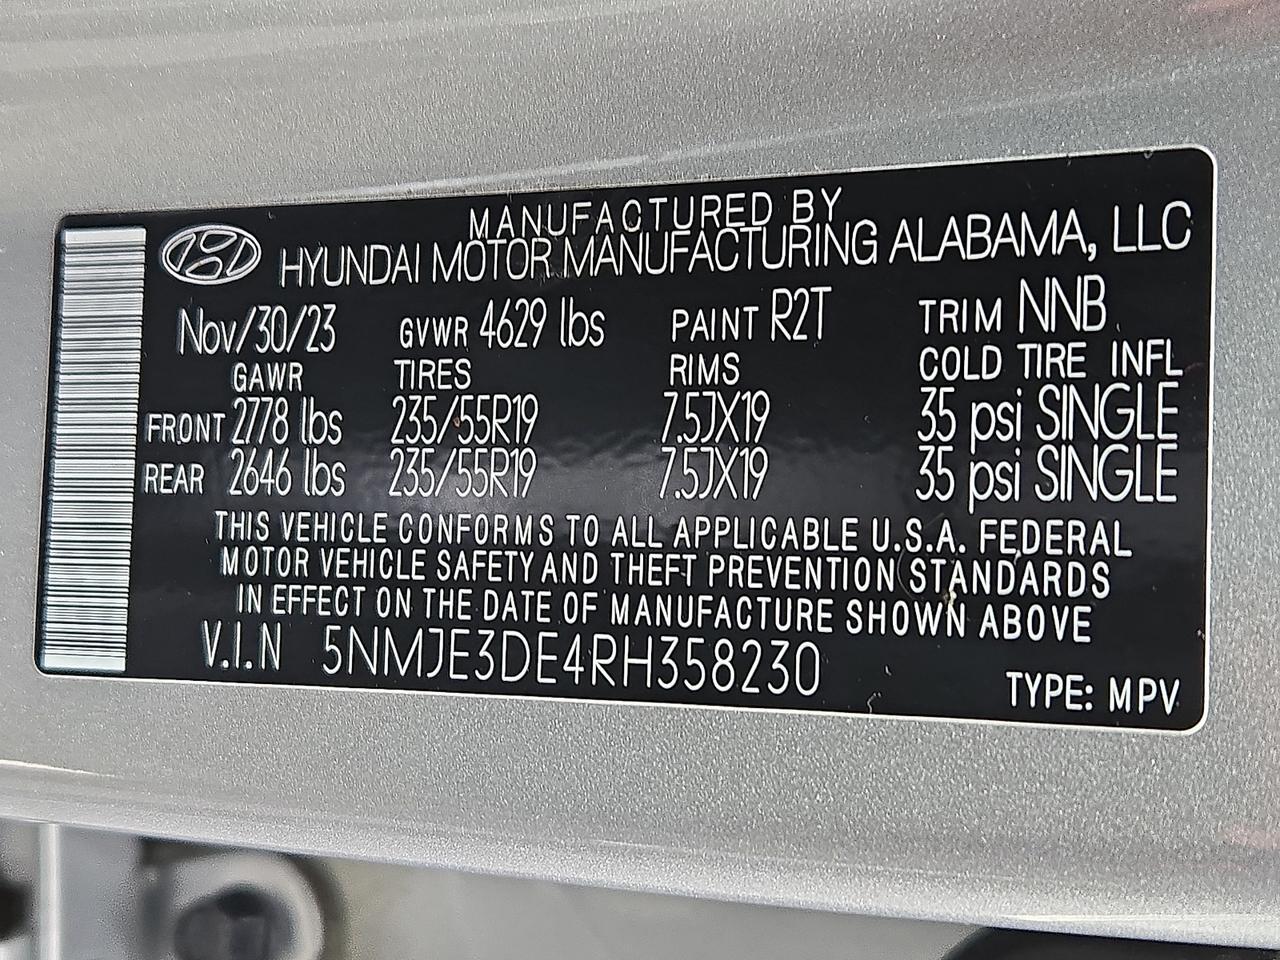 MANUFACTURED BY
HYUNDAI MOTOR MANUFACTURING ALABAMA, LLC
Nov/30/23 GVWR 4629 lbs PAINT R2T TRIM NNB
GAWR TIRES RIMS COLD TIRE INFL
FRONT 2778 lbs 235/55R19 7.5JX19 35 psi SINGLE
REAR 2646 lbs 235/55R19 7.5JX19 35 psi SINGLE
THIS VEHICLE CONFORMS TO ALL APPLICABLE U.S.A. FEDERAL
MOTOR VEHICLE SAFETY AND THEFT PREVENTION STANDARDS
IN EFFECT ON THE DATE OF MANUFACTURE SHOWN ABOVE
V.I.N 5NMJE3DE4RH358230
TYPE: MPV